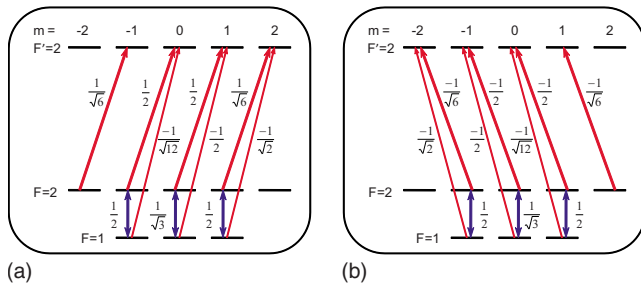 m = -2 -1 0 1 2
F′=2
1/√6 1/2 1/2 1/√6
-1/√12 -1/2 -1/√2
F=2
1/2 1/√3 1/2
F=1
(a)
m = -2 -1 0 1 2
F′=2
-1/√6 -1/2 -1/2 -1/√6
-1/√2 -1/2 -1/√12
F=2
1/2 1/√3 1/2
F=1
(b)